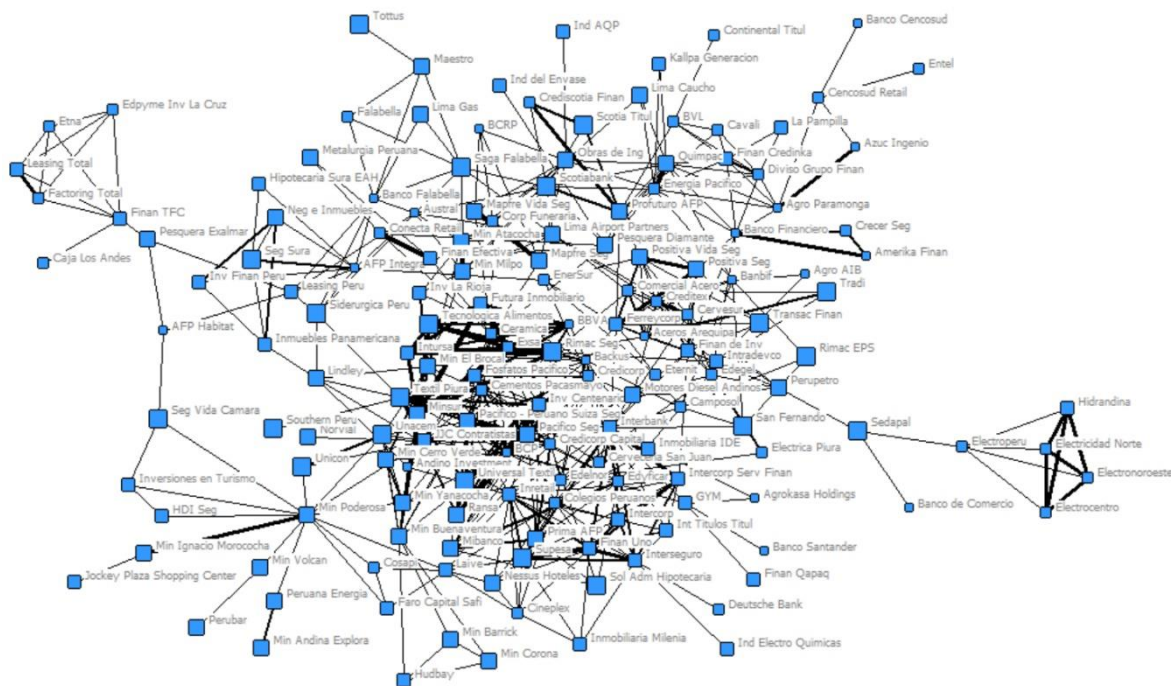 Tottus
Ind AQP
Continental Titul
Banco Cencosud
Maestro
Kallpa Generacion
Entel
Ind del Envase
Crediscotia Finan
Lima Caucho
Cencosud Retail
Edpyme Inv La Cruz
Etna
Falabella
Lima Gas
Scotia Titul
BCRP
BVL
Cavali
La Pampilla
Leasing Total
Metalurgia Peruana
Saga Falabella
Obras de Ing
Quimpac
Finan Credinka
Azuc Ingenio
Factoring Total
Hipotecaria Sura EAH
Banco Falabella
Scotiabank
Energia Pacifico
Diviso Grupo Finan
Finan TFC
Neg e Inmuebles
Austral
Mapfre Vida Seg
Corp Funeraria
Profuturo AFP
Agro Paramonga
Pesquera Exalmar
Conecta Retail
Min Atacocha
Lima Airport Partners
Pesquera Diamante
Banco Financiero
Crecer Seg
Caja Los Andes
Seg Sura
Finan Efectiva
Mapfre Seg
Positiva Vida Seg
Positiva Seg
Amerika Finan
Inv Finan Peru
AFP Integra
Min Milpo
EnerSur
Banbif
Agro AIB
Leasing Peru
Inv La Rioja
Comercial Acero
Tradi
Siderurgica Peru
Futura Inmobiliario
Creditex
Cervesur
AFP Habitat
Tecnologica Alimentos
BBVA
Ferreycorp
Transac Finan
Inmuebles Panamericana
Ceramica
Aceros Arequipa
Intursa
Exsa
Rimac Seg
Finan de Inv
Rimac EPS
Min El Brocal
Backus
Intradevco
Lindley
Fosfatos Pacifico
Credicorp
Eternit
Edegel
Textil Piura
Cementos Pacasmayo
Motores Diesel Andinos
Perupetro
Seg Vida Camara
Minsur
Inv Centenario
Camposol
Southern Peru
Pacifico - Peruano Suiza Seg
Interbank
San Fernando
Sedapal
Hidrandina
Norvial
Unacem
JJC Contratistas
Pacifico Seg
Credicorp Capital
Inmobiliaria IDE
Electrica Piura
Electroperu
Electricidad Norte
Unicon
Min Cerro Verde
BCP
Cerveceria San Juan
Andino Investment
Universal Textil
Edelnor
Edyficar
Intercorp Serv Finan
Electronoroeste
Inversiones en Turismo
Min Yanacocha
Inretail
Colegios Peruanos
GYM
Agrokasa Holdings
Banco de Comercio
Electrocentro
HDI Seg
Min Poderosa
Ransa
Intercorp
Min Buenaventura
Prima AFP
Int Titulos Titul
Min Ignacio Morococha
Mibanco
Supesa
Finan Uno
Interseguro
Banco Santander
Min Volcan
Cosapi
Laive
Jockey Plaza Shopping Center
Nessus Hoteles
Sol Adm Hipotecaria
Finan Qapaq
Peruana Energia
Faro Capital Safi
Cineplex
Deutsche Bank
Perubar
Min Andina Explora
Min Barrick
Inmobiliaria Milenia
Ind Electro Quimicas
Min Corona
Hudbay